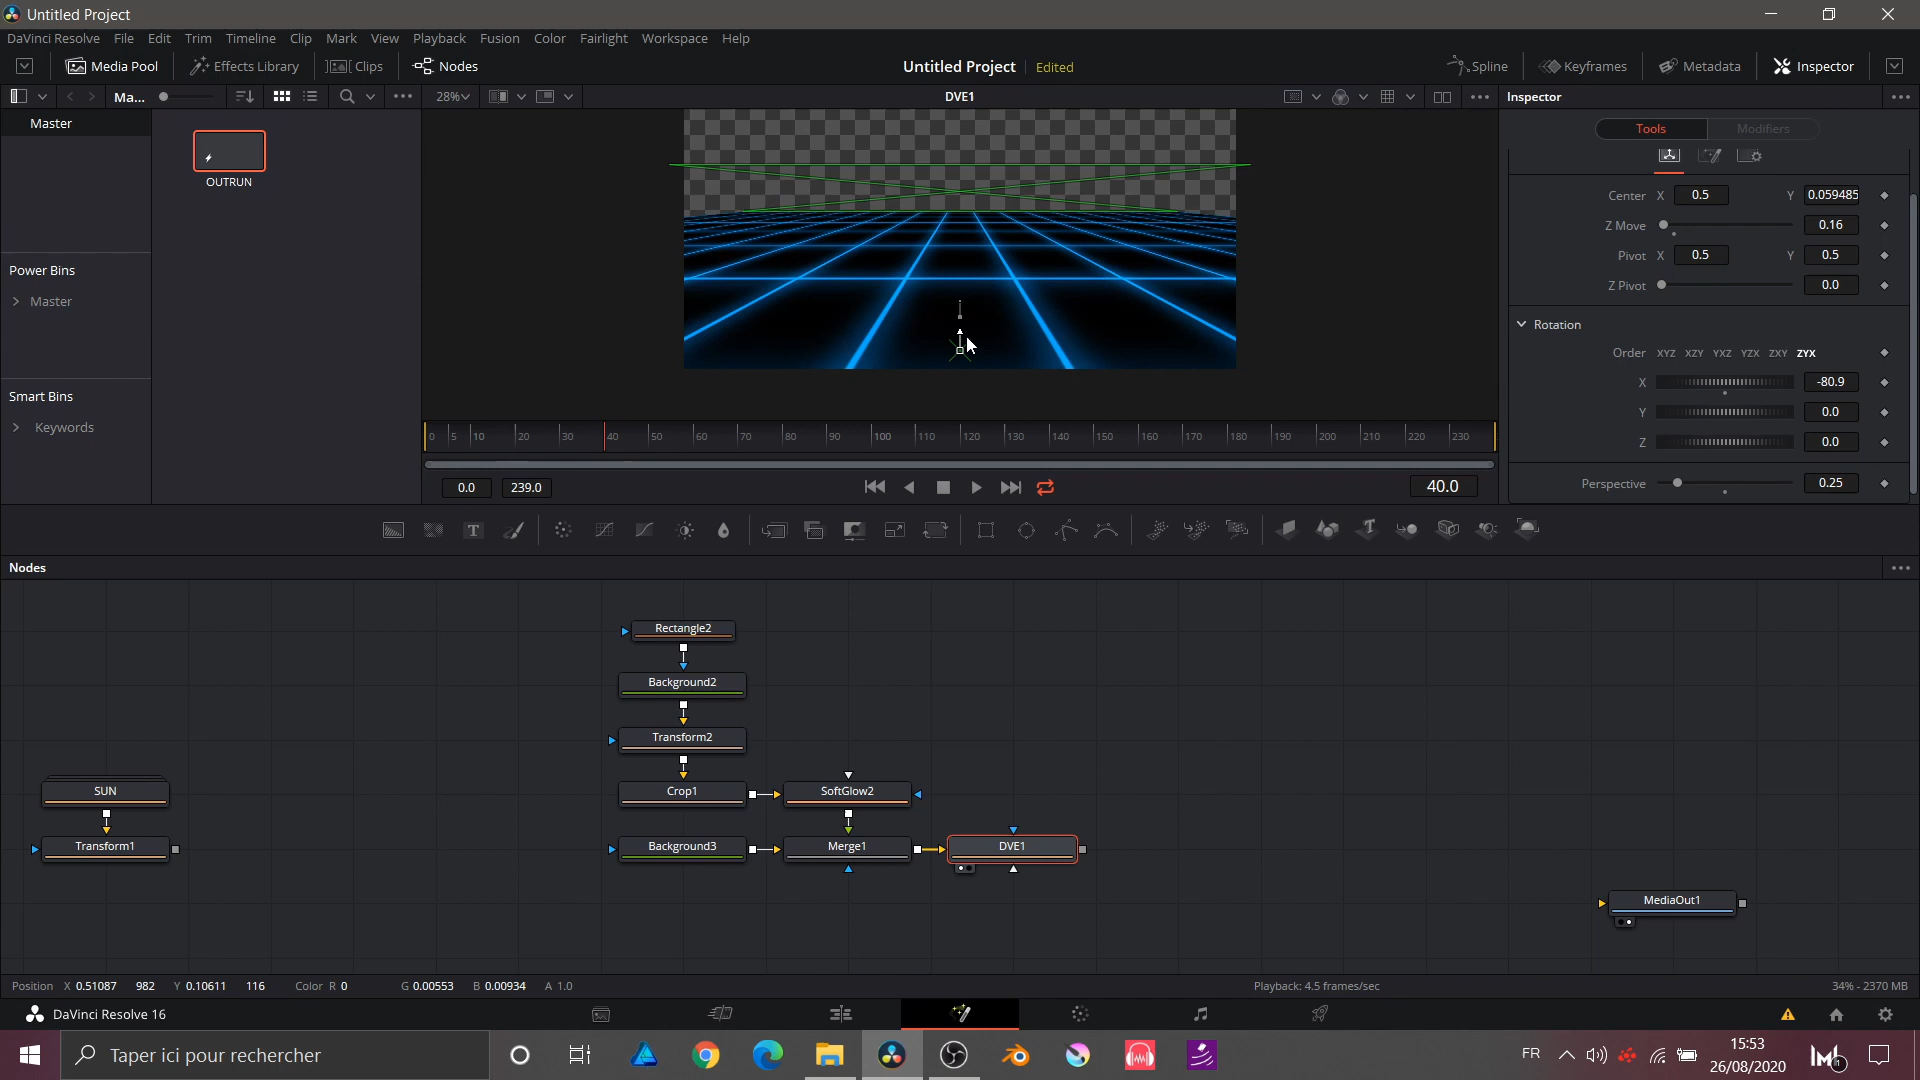 Untitled Project
DaVinci Resolve File Edit Trim Timeline Clip Mark View Playback Fusion Color Fairlight Workspace Help
Media Pool Effects Library Clips Nodes Untitled Project Edited Spline Keyframes Metadata Inspector
Ma... 28% DVE1 Inspector
Master
OUTRUN
Power Bins
Master
Smart Bins
Keywords
Tools Modifiers
Center X 0.5 Y 0.059485
Z Move 0.16
Pivot X 0.5 Y 0.5
Z Pivot 0.0
Rotation
Order XYZ XZY YXZ YZX ZXY ZYX
X -80.9
Y 0.0
Z 0.0
Perspective 0.25
0 5 10 20 30 40 50 60 70 80 90 100 110 120 130 140 150 160 170 180 190 200 210 220 230
0.0 239.0 40.0
T T
Nodes
Rectangle2
Background2
Transform2
SUN Crop1 SoftGlow2
Transform1 Background3 Merge1 DVE1
MediaOut1
Position X 0.51087 982 Y 0.10611 116 Color R 0 G 0.00553 B 0.00934 A 1.0 Playback: 4.5 frames/sec 34% - 2370 MB
DaVinci Resolve 16
Taper ici pour rechercher
FR 15:53
26/08/2020
1